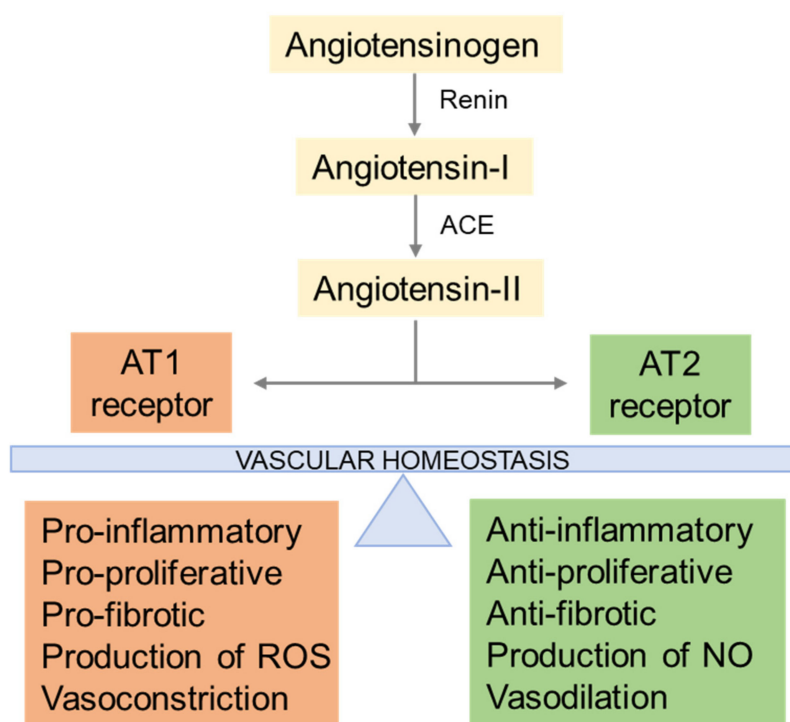 Angiotensinogen
Renin
Angiotensin-I
ACE
Angiotensin-II
AT1
receptor
AT2
receptor
VASCULAR HOMEOSTASIS
Pro-inflammatory
Pro-proliferative
Pro-fibrotic
Production of ROS
Vasoconstriction
Anti-inflammatory
Anti-proliferative
Anti-fibrotic
Production of NO
Vasodilation